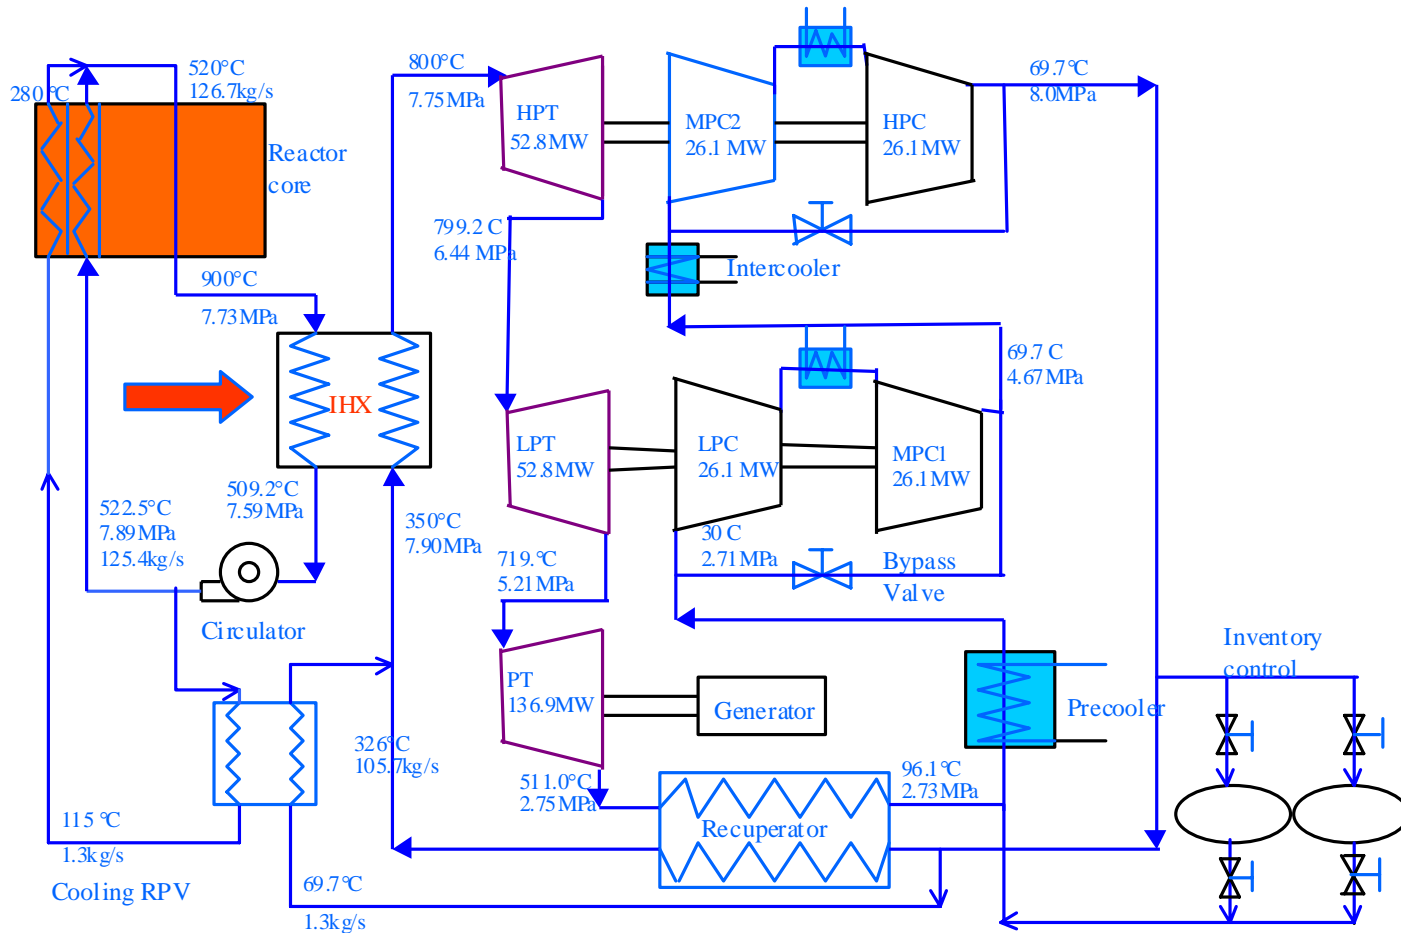 520℃
126.7kg/s
280 ℃
Reactor
core
800℃
7.75MPa
HPT
52.8MW
MPC2
26.1 MW
HPC
26.1MW
69.7℃
8.0MPa
799.2 C
6.44 MPa
Intercooler
900℃
7.73MPa
IHX
69.7 C
4.67MPa
LPT
52.8MW
LPC
26.1 MW
MPC1
26.1MW
509.2℃
7.59MPa
522.5℃
7.89MPa
125.4kg/s
350℃
7.90MPa
30 C
2.71MPa
719.℃
5.21MPa
Bypass
Valve
Circulator
Inventory
control
PT
136.9MW
Generator
Precooler
326℃
105.7kg/s
511.0℃
2.75MPa
96.1℃
2.73MPa
Recuperator
115 ℃
1.3kg/s
Cooling RPV
69.7℃
1.3kg/s